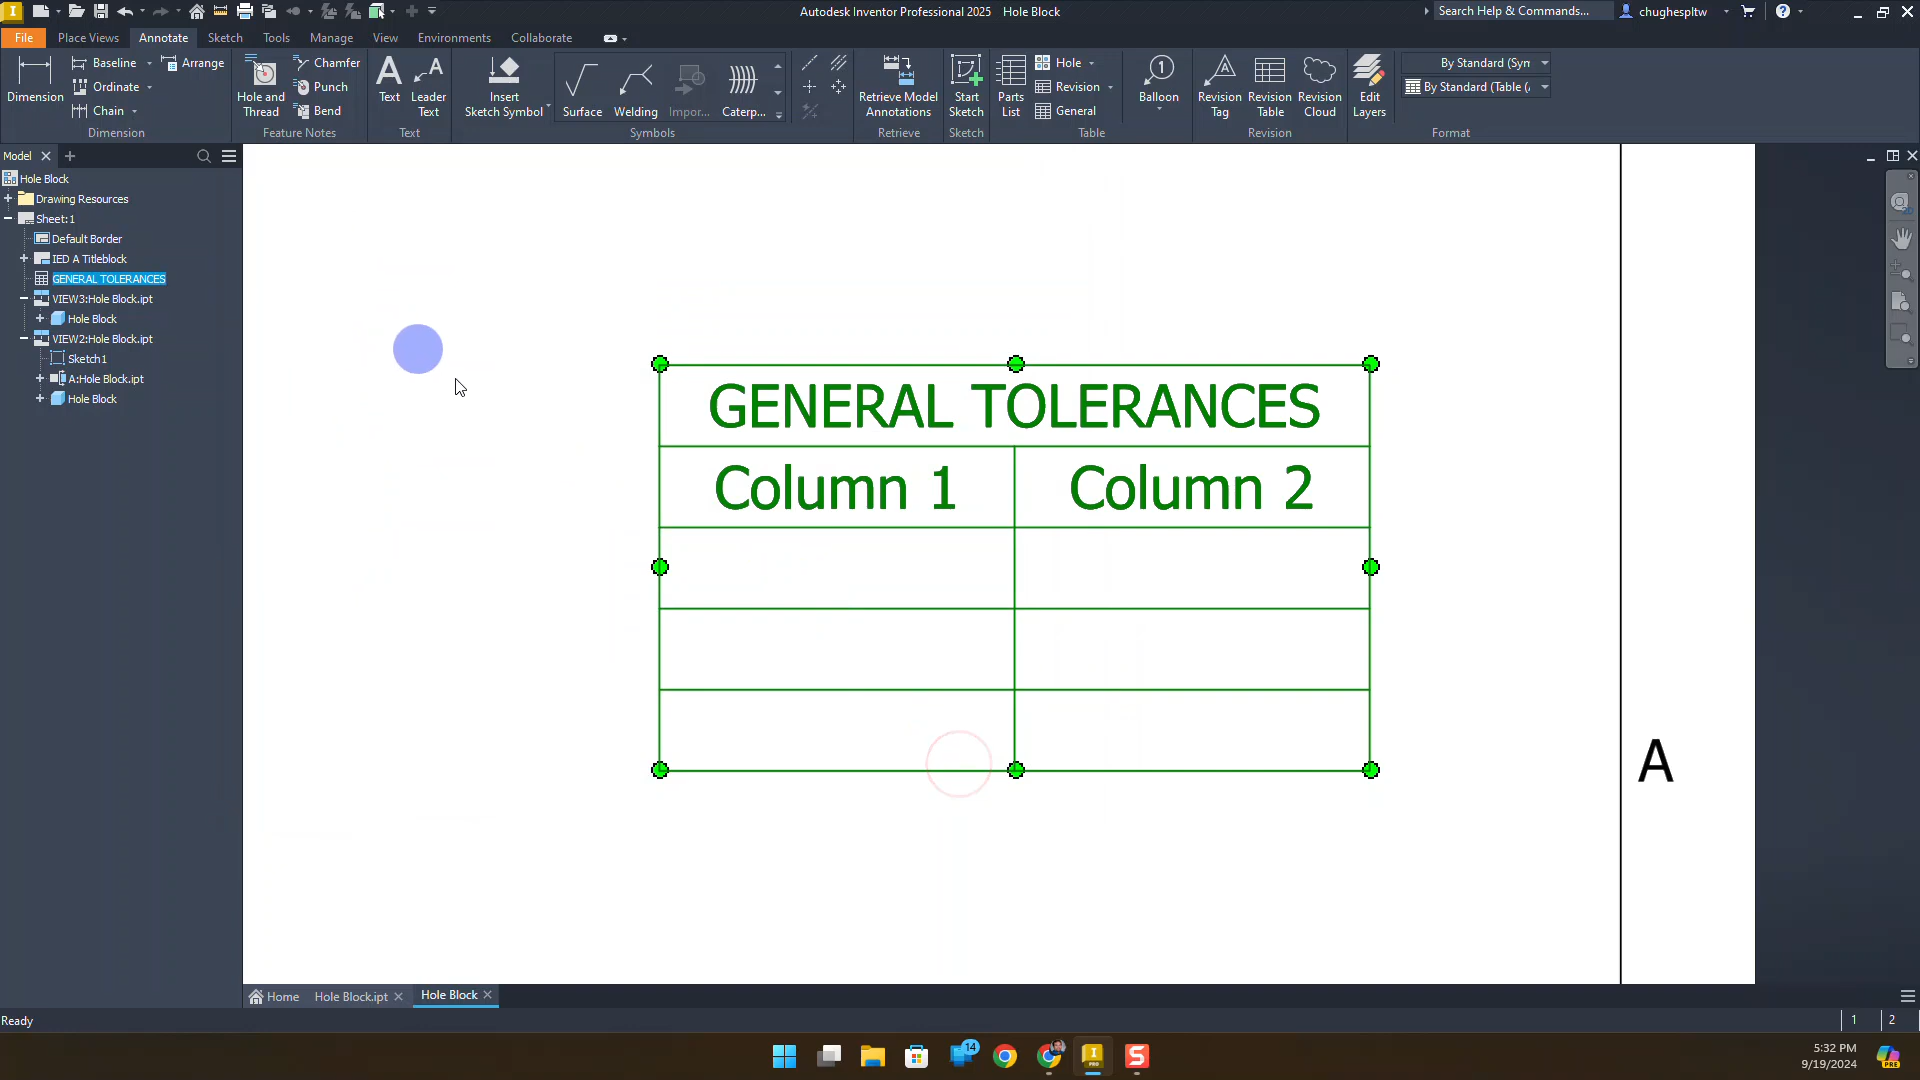 Autodesk Inventor Professional 2025 Hole Block
Search Help & Commands...
chughespltw
File Place Views Annotate Sketch Tools Manage View Environments Collaborate
Dimension
Baseline
Ordinate
Chain
Arrange
Dimension
Hole and Thread
Chamfer
Punch
Bend
Feature Notes
Text
Leader Text
Text
Insert Sketch Symbol
Surface
Welding
Impor...
Caterp...
Symbols
Retrieve Model Annotations
Retrieve
Start Sketch
Sketch
Parts List
Hole
Revision
General
Table
Balloon
Revision Tag
Revision Table
Revision Cloud
Revision
Edit Layers
By Standard (Syn
By Standard (Table (
Format
Model
Hole Block
Drawing Resources
Sheet:1
Default Border
IED A Titleblock
GENERAL TOLERANCES
VIEW3:Hole Block.ipt
Hole Block
VIEW2:Hole Block.ipt
Sketch1
A:Hole Block.ipt
Hole Block
GENERAL TOLERANCES
Column 1 Column 2
A
Home Hole Block.ipt Hole Block
Ready
1 2
14
5:32 PM
9/19/2024